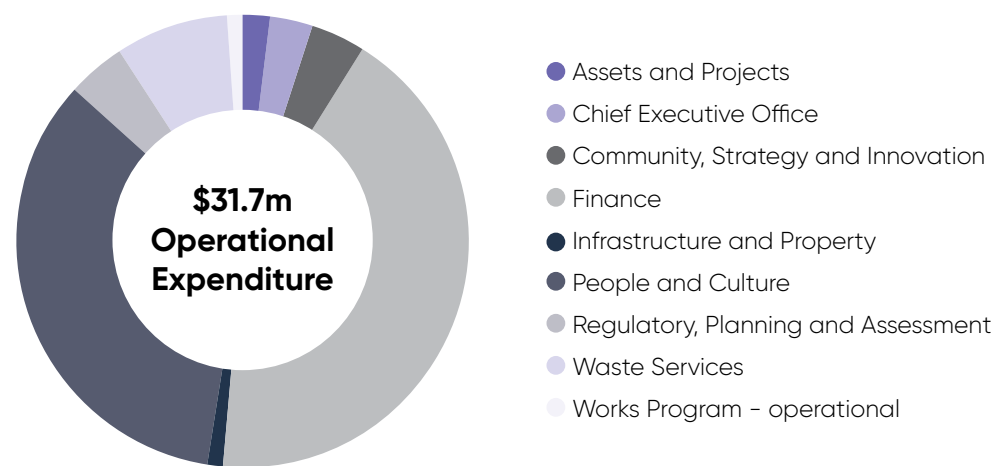 $31.7m
Operational
Expenditure
Assets and Projects
Chief Executive Office
Community, Strategy and Innovation
Finance
Infrastructure and Property
People and Culture
Regulatory, Planning and Assessment
Waste Services
Works Program - operational